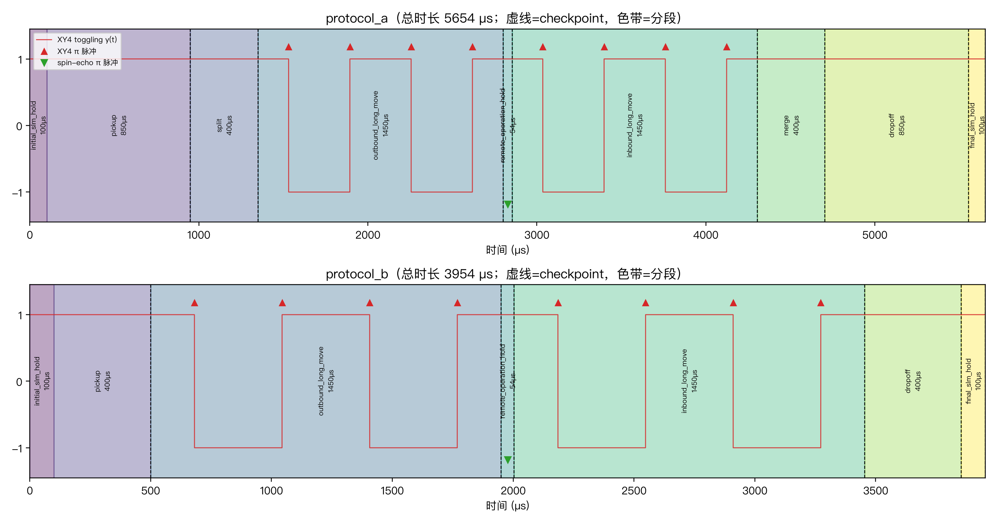 protocol_a（总时长 5654 µs；虚线=checkpoint，色带=分段）
XY4 toggling y(t)
XY4 π 脉冲
spin-echo π 脉冲
1
0
−1
initial_slm_hold
100µs
pickup
850µs
split
400µs
outbound_long_move
1450µs
remote_operation_hold
54µs
inbound_long_move
1450µs
merge
400µs
dropoff
850µs
final_slm_hold
100µs
0
1000
2000
3000
4000
5000
时间 (µs)
protocol_b（总时长 3954 µs；虚线=checkpoint，色带=分段）
1
0
−1
initial_slm_hold
100µs
pickup
400µs
outbound_long_move
1450µs
remote_operation_hold
54µs
inbound_long_move
1450µs
dropoff
400µs
final_slm_hold
100µs
0
500
1000
1500
2000
2500
3000
3500
时间 (µs)